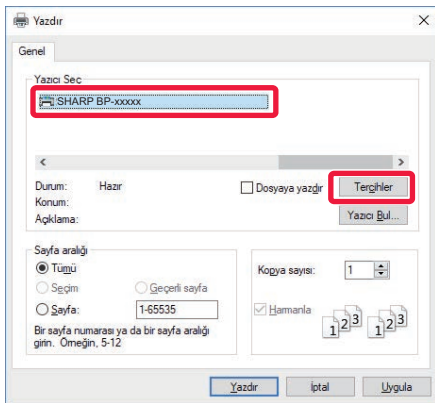 Yazdır
Genel
Yazıcı Seç
SHARP BP-xxxxx
Durum: Hazır
Konum:
Açıklama:
Dosyaya yazdır
Tercihler
Yazıcı Bul...
Sayfa aralığı
Tümü
Seçim
Geçerli sayfa
Sayfa: 1-65535
Bir sayfa numarası ya da bir sayfa aralığı
girin. Örneğin, 5-12
Kopya sayısı: 1
Harmanla
1 2 3 1 2 3
Yazdır İptal Uygula